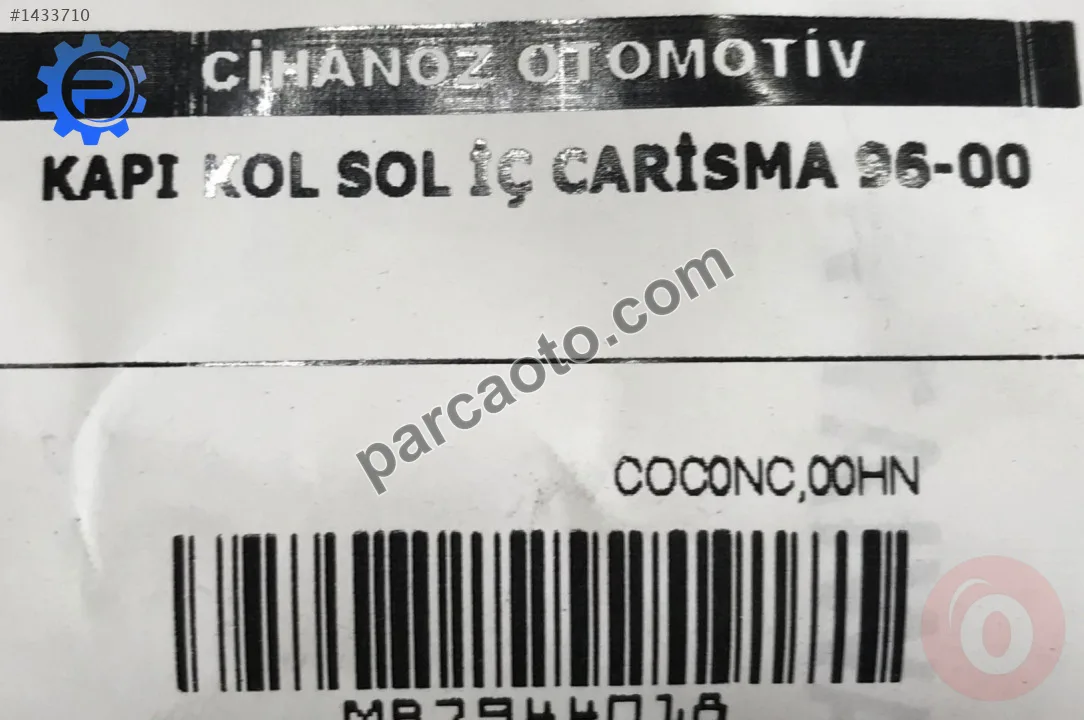 #1433710
CİHANOZ OTOMOTİV
KAPI KOL SOL İÇ CARİSMA 96-00
parcaoto.com
COC0NC,00HN